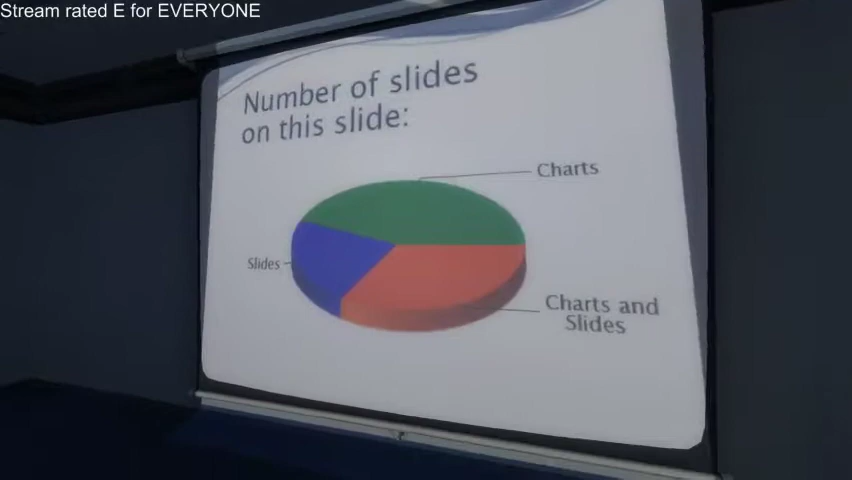 Stream rated E for EVERYONE
Number of slides
on this slide:
Charts
Slides
Charts and
Slides